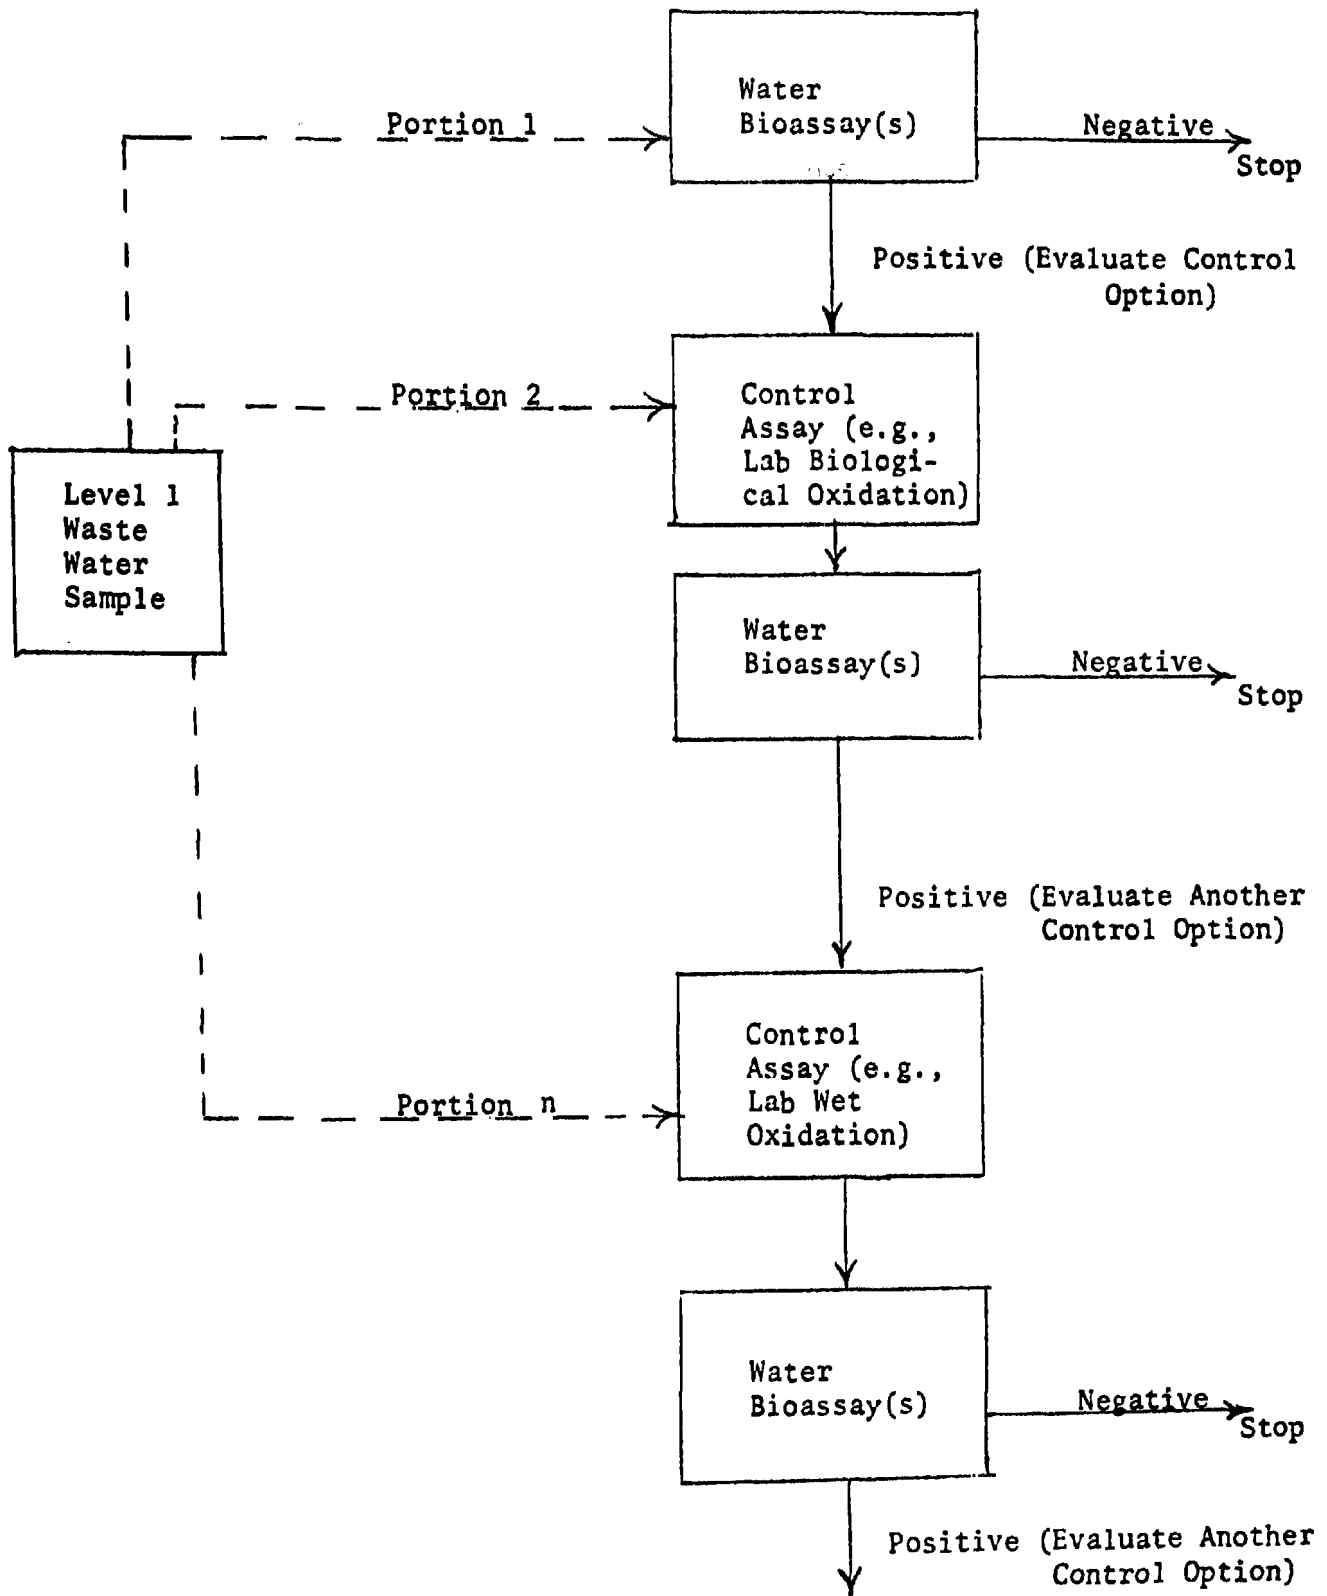 Water
Bioassay(s)
Portion 1
Negative
Stop
Positive (Evaluate Control
Option)
Portion 2
Control
Assay (e.g.,
Lab Biologi-
cal Oxidation)
Level 1
Waste
Water
Sample
Water
Bioassay(s)
Negative
Stop
Positive (Evaluate Another
Control Option)
Control
Assay (e.g.,
Lab Wet
Oxidation)
Portion n
Water
Bioassay(s)
Negative
Stop
Positive (Evaluate Another
Control Option)